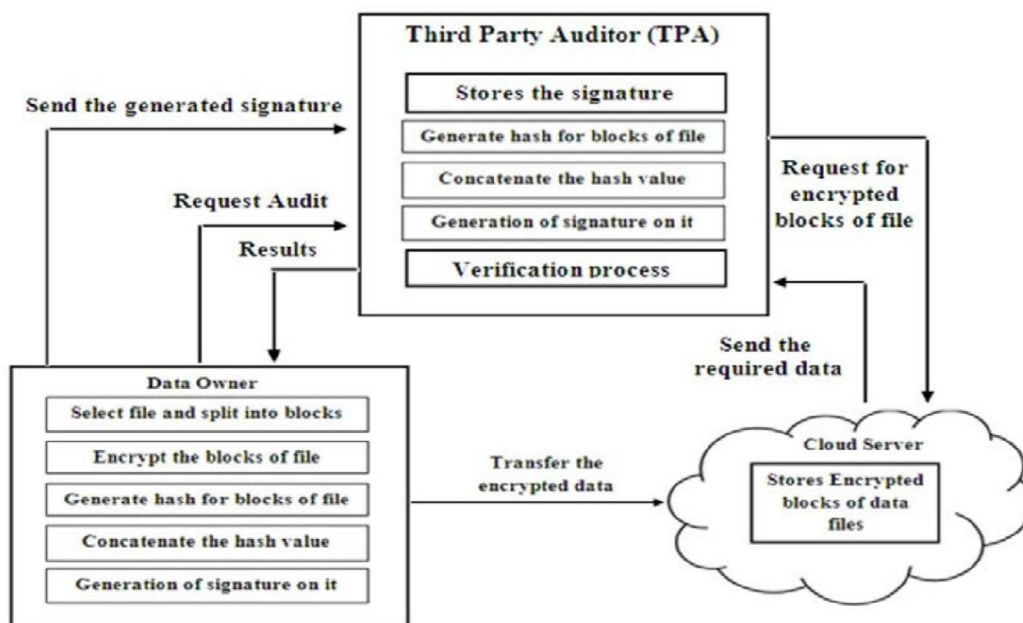 Third Party Auditor (TPA)
Stores the signature
Generate hash for blocks of file
Concatenate the hash value
Generation of signature on it
Verification process
Send the generated signature
Request Audit
Results
Request for
encrypted
blocks of file
Send the
required data
Data Owner
Select file and split into blocks
Encrypt the blocks of file
Generate hash for blocks of file
Concatenate the hash value
Generation of signature on it
Transfer the
encrypted data
Cloud Server
Stores Encrypted
blocks of data
files